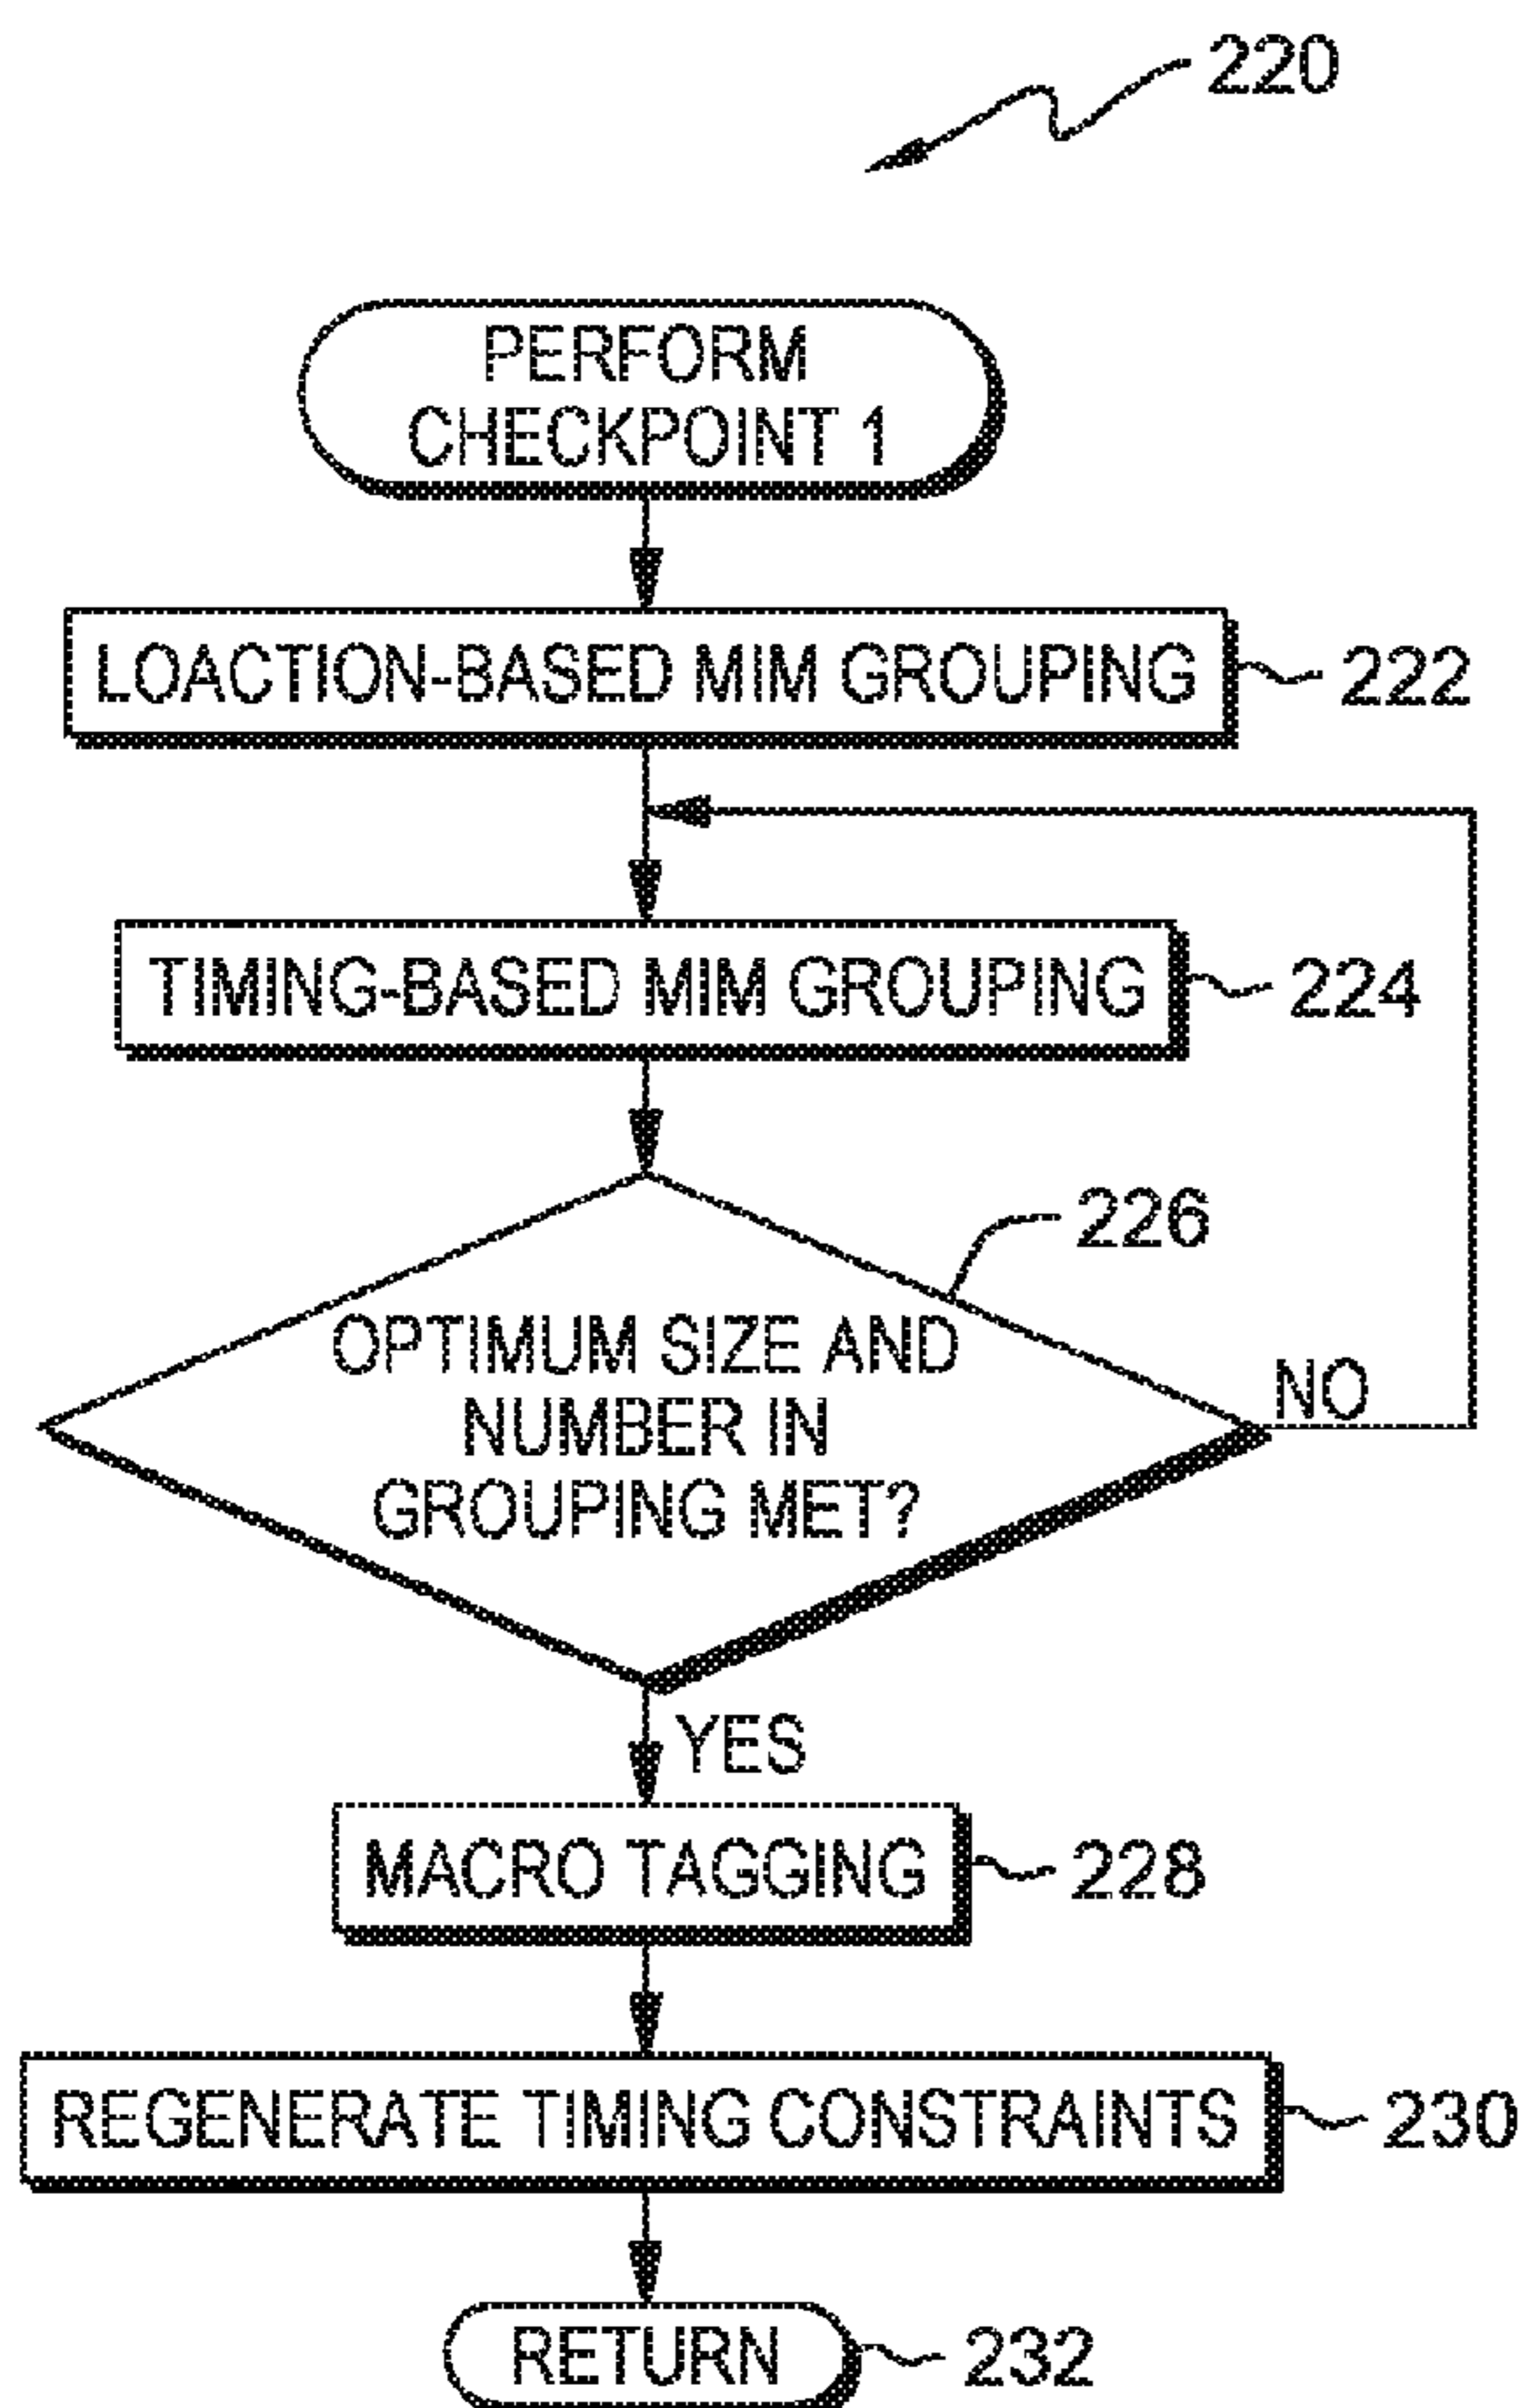 220
PERFORM
CHECKPOINT 1
LOACTION-BASED MIM GROUPING
222
TIMING-BASED MIM GROUPING
224
226
OPTIMUM SIZE AND
NUMBER IN
GROUPING MET?
NO
YES
MACRO TAGGING
228
REGENERATE TIMING CONSTRAINTS
230
RETURN
232